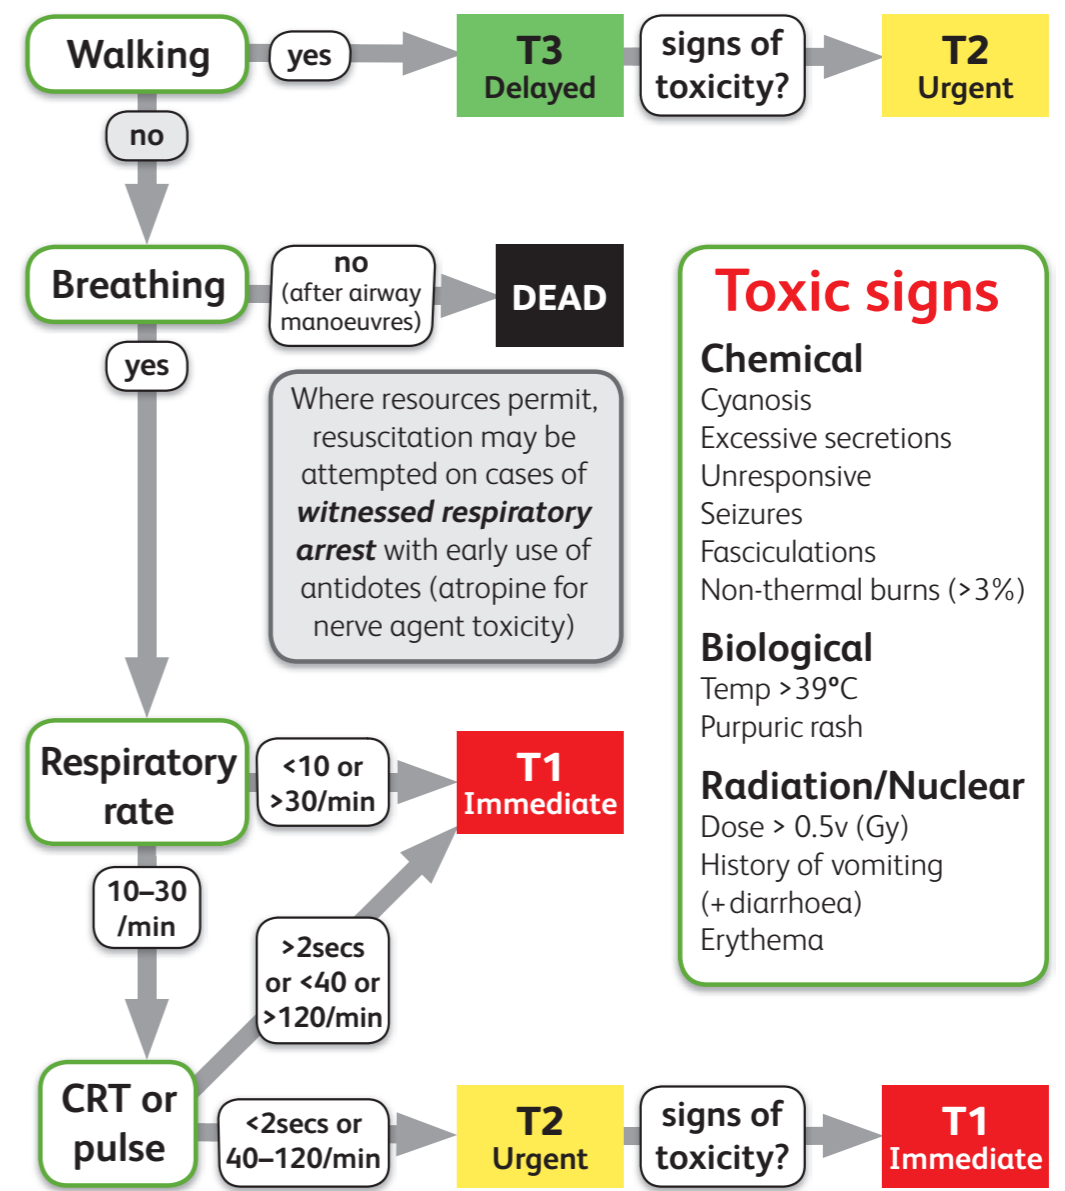 Walking
yes
T3
Delayed
signs of
toxicity?
T2
Urgent
no
Breathing
no
(after airway
manoeuvres)
DEAD
yes
Where resources permit,
resuscitation may be
attempted on cases of
witnessed respiratory
arrest with early use of
antidotes (atropine for
nerve agent toxicity)
Toxic signs
Chemical
Cyanosis
Excessive secretions
Unresponsive
Seizures
Fasciculations
Non-thermal burns (>3%)
Biological
Temp >39°C
Purpuric rash
Radiation/Nuclear
Dose > 0.5v (Gy)
History of vomiting
(+diarrhoea)
Erythema
Respiratory
rate
<10 or
>30/min
T1
Immediate
10–30
/min
>2secs
or <40 or
>120/min
CRT or
pulse
<2secs or
40–120/min
T2
Urgent
signs of
toxicity?
T1
Immediate